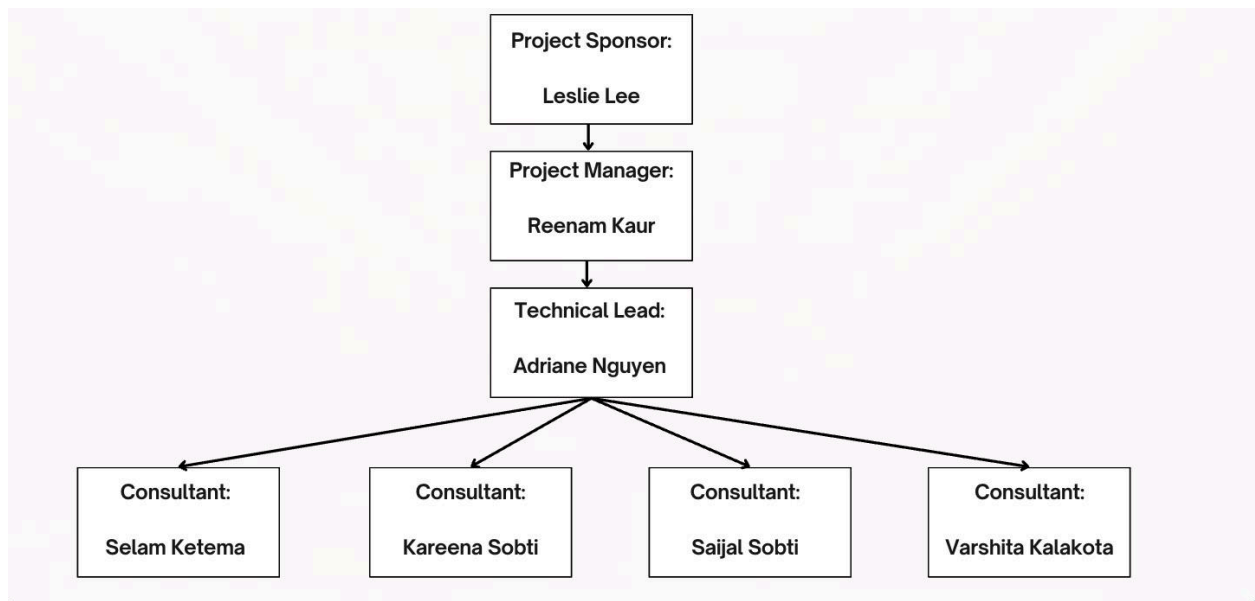 Project Sponsor:
Leslie Lee
Project Manager:
Reenam Kaur
Technical Lead:
Adriane Nguyen
Consultant:
Selam Ketema
Consultant:
Kareena Sobti
Consultant:
Saijal Sobti
Consultant:
Varshita Kalakota